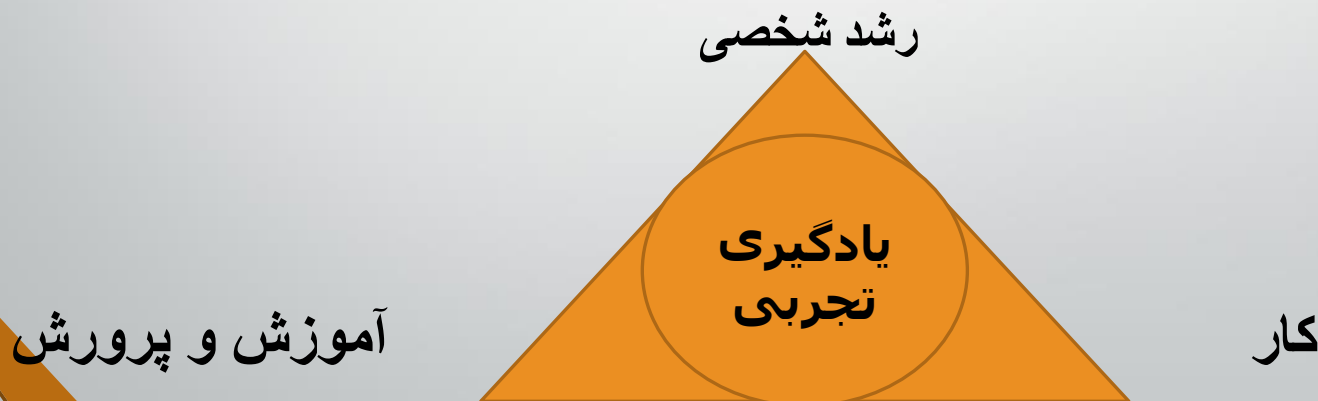 رشد شخصی
یادگیری
تجربی
کار
آموزش و پرورش